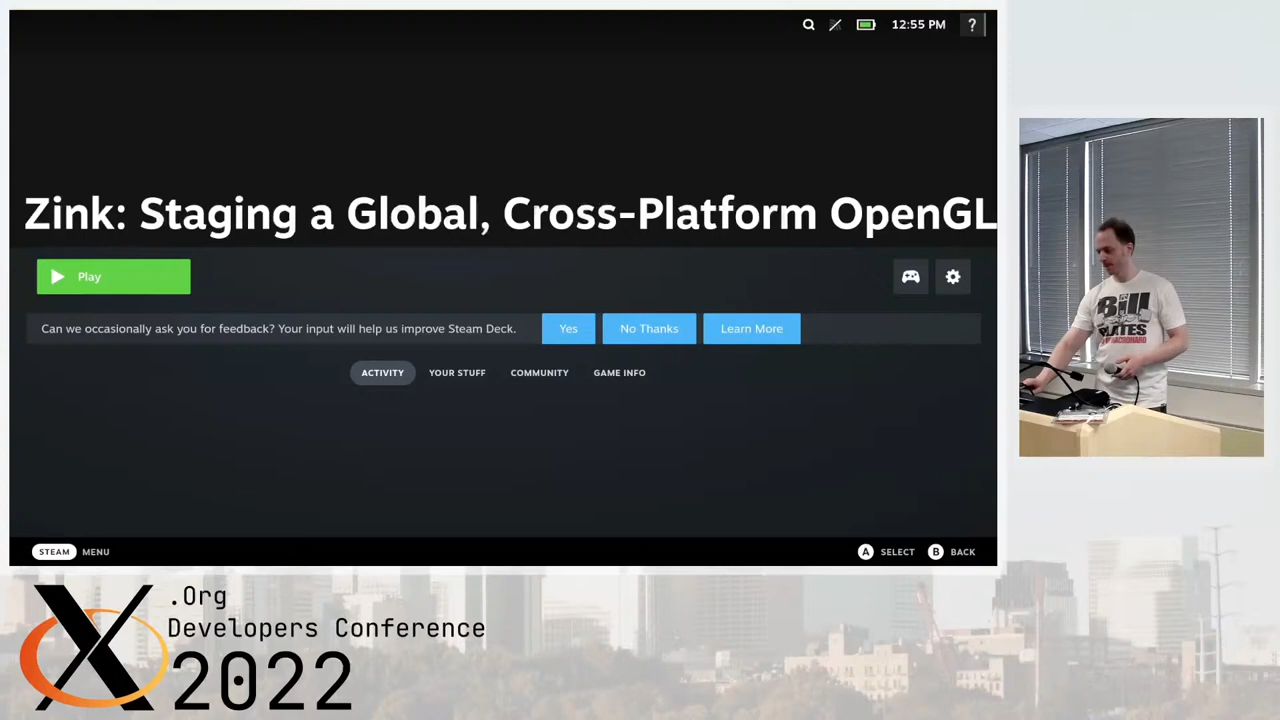 12:55 PM
?
Zink: Staging a Global, Cross-Platform OpenGL
Play
Can we occasionally ask you for feedback? Your input will help us improve Steam Deck.
Yes
No Thanks
Learn More
ACTIVITY
YOUR STUFF
COMMUNITY
GAME INFO
STEAM MENU
A SELECT
B BACK
Bill
PLATES
X
.Org
Developers Conference
2022